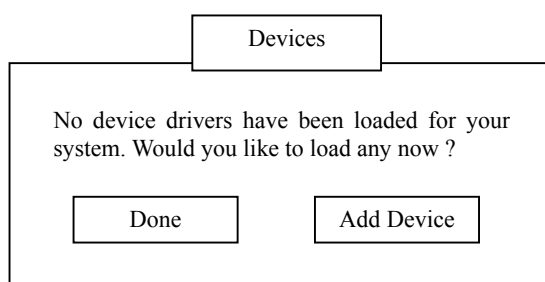 Devices
No device drivers have been loaded for your
system. Would you like to load any now ?
Done
Add Device